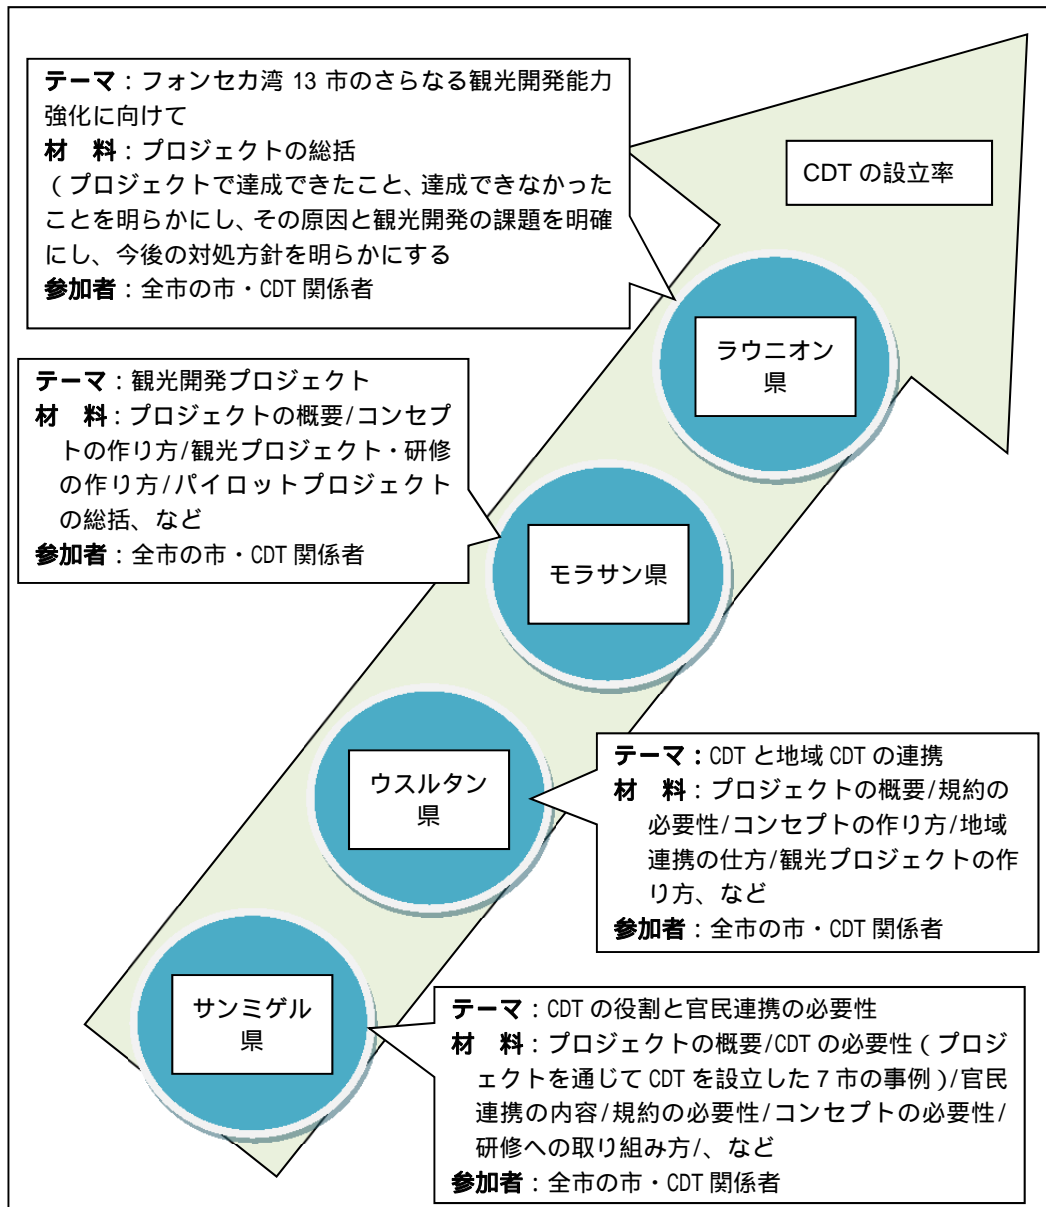 テーマ：フォンセカ湾 13 市のさらなる観光開発能力
強化に向けて
材　料：プロジェクトの総括
（プロジェクトで達成できたこと、達成できなかった
ことを明らかにし、その原因と観光開発の課題を明確
にし、今後の対処方針を明らかにする
参加者：全市の市・CDT 関係者
CDT の設立率
ラウニオン
県
テーマ：観光開発プロジェクト
材　料：プロジェクトの概要/コンセプ
トの作り方/観光プロジェクト・研修
の作り方/パイロットプロジェクト
の総括、など
参加者：全市の市・CDT 関係者
モラサン県
ウスルタン
県
テーマ：CDT と地域 CDT の連携
材　料：プロジェクトの概要/規約の
必要性/コンセプトの作り方/地域
連携の仕方/観光プロジェクトの作
り方、など
参加者：全市の市・CDT 関係者
サンミゲル
県
テーマ：CDT の役割と官民連携の必要性
材　料：プロジェクトの概要/CDT の必要性（プロジ
ェクトを通じて CDT を設立した 7 市の事例）/官民
連携の内容/規約の必要性/コンセプトの必要性/
研修への取り組み方/、など
参加者：全市の市・CDT 関係者